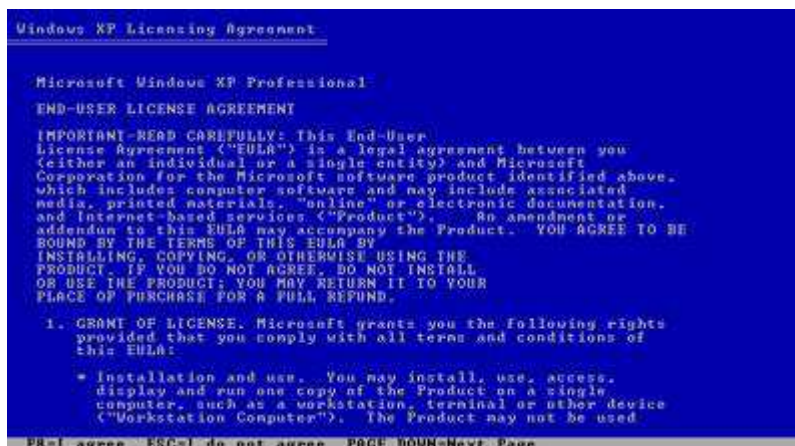 Windows XP Licensing Agreement
Microsoft Windows XP Professional
END-USER LICENSE AGREEMENT
IMPORTANT-READ CAREFULLY: This End-User
License Agreement ("EULA") is a legal agreement between you
(either an individual or a single entity) and Microsoft
Corporation for the Microsoft software product identified above,
which includes computer software and may include associated
media, printed materials, "online" or electronic documentation,
and Internet-based services ("Product"). An amendment or
addendum to this EULA may accompany the Product. YOU AGREE TO BE
BOUND BY THE TERMS OF THIS EULA BY
INSTALLING, COPYING, OR OTHERWISE USING THE
PRODUCT. IF YOU DO NOT AGREE, DO NOT INSTALL
OR USE THE PRODUCT; YOU MAY RETURN IT TO YOUR
PLACE OF PURCHASE FOR A FULL REFUND.
1. GRANT OF LICENSE. Microsoft grants you the following rights
provided that you comply with all terms and conditions of
this EULA:
* Installation and use. You may install, use, access,
display and run one copy of the Product on a single
computer, such as a workstation, terminal or other device
("Workstation Computer"). The Product may not be used
F8=I agree ESC=I do not agree PAGE DOWN=Next Page